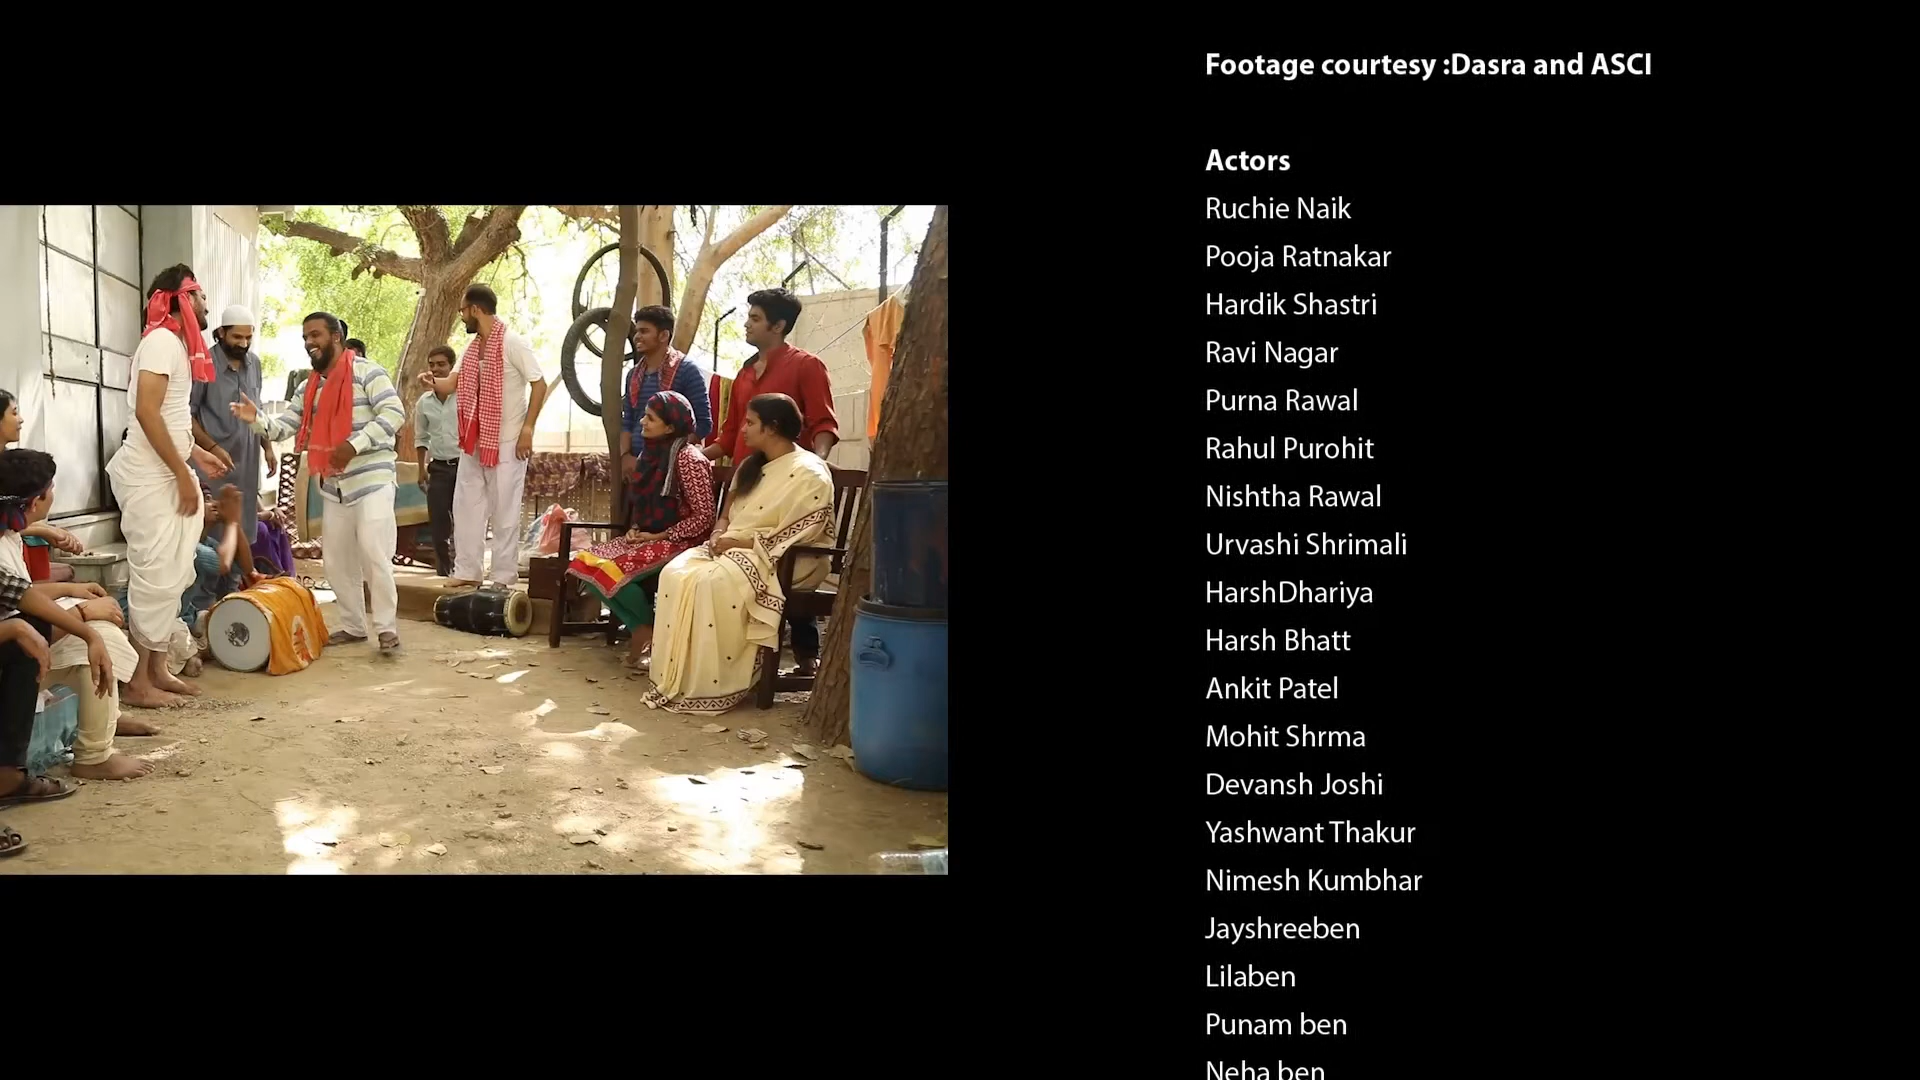 Footage courtesy :Dasra and ASCI
Actors
Ruchie Naik
Pooja Ratnakar
Hardik Shastri
Ravi Nagar
Purna Rawal
Rahul Purohit
Nishtha Rawal
Urvashi Shrimali
HarshDhariya
Harsh Bhatt
Ankit Patel
Mohit Shrma
Devansh Joshi
Yashwant Thakur
Nimesh Kumbhar
Jayshreeben
Lilaben
Punam ben
Neha ben